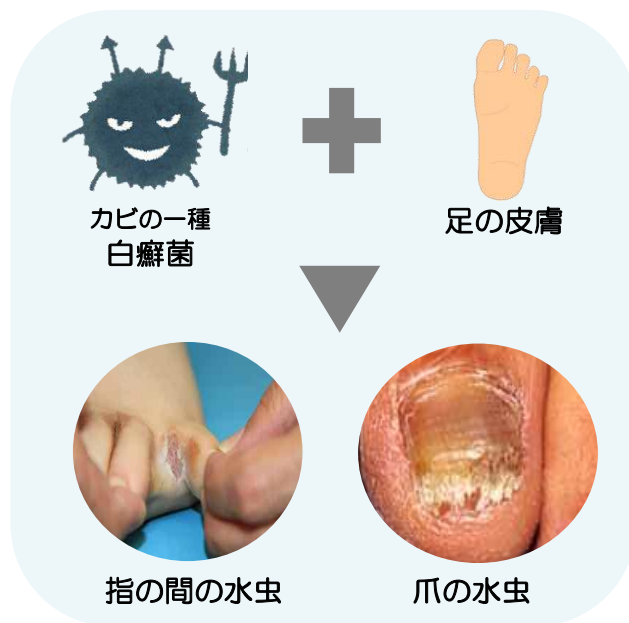 カビの一種
白癬菌
足の皮膚
指の間の水虫
爪の水虫